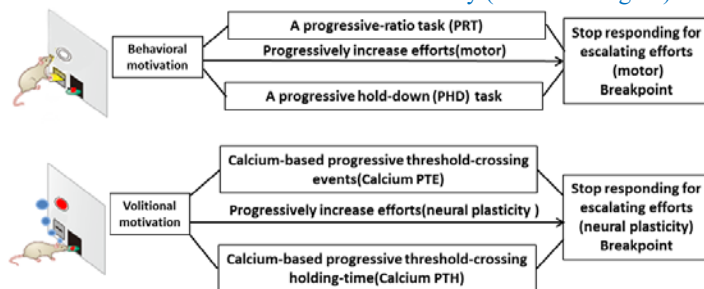 A progressive-ratio task (PRT)
Behavioral
motivation
Progressively increase efforts(motor)
A progressive hold-down (PHD) task
Stop responding for
escalating efforts
(motor)
Breakpoint
Calcium-based progressive threshold-crossing
events(Calcium PTE)
Volitional
motivation
Progressively increase efforts(neural plasticity )
Calcium-based progressive threshold-crossing
holding-time(Calcium PTH)
Stop responding for
escalating efforts
(neural plasticity)
Breakpoint